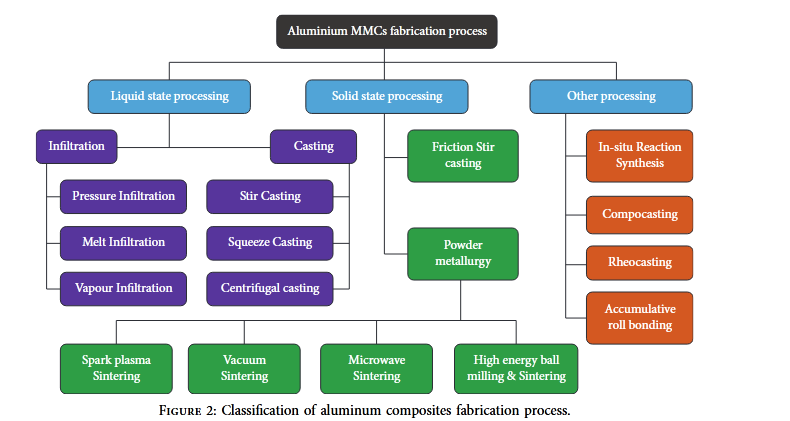 Aluminium MMCs fabrication process
Liquid state processing
Solid state processing
Other processing
Infiltration
Casting
Pressure Infiltration
Melt Infiltration
Vapour Infiltration
Stir Casting
Squeeze Casting
Centrifugal casting
Friction Stir
casting
Powder
metallurgy
In-situ Reaction
Synthesis
Compocasting
Rheocasting
Accumulative
roll bonding
Spark plasma
Sintering
Vacuum
Sintering
Microwave
Sintering
High energy ball
milling & Sintering
FIGURE 2: Classification of aluminum composites fabrication process.